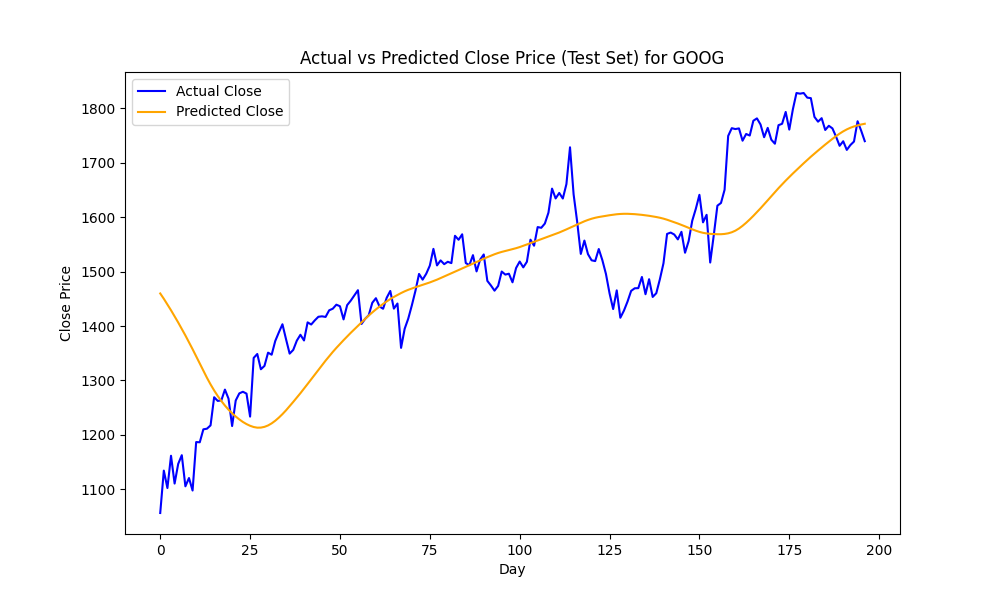 Actual vs Predicted Close Price (Test Set) for GOOG
Actual Close
Predicted Close
Close Price
1800
1700
1600
1500
1400
1300
1200
1100
0 25 50 75 100 125 150 175 200
Day